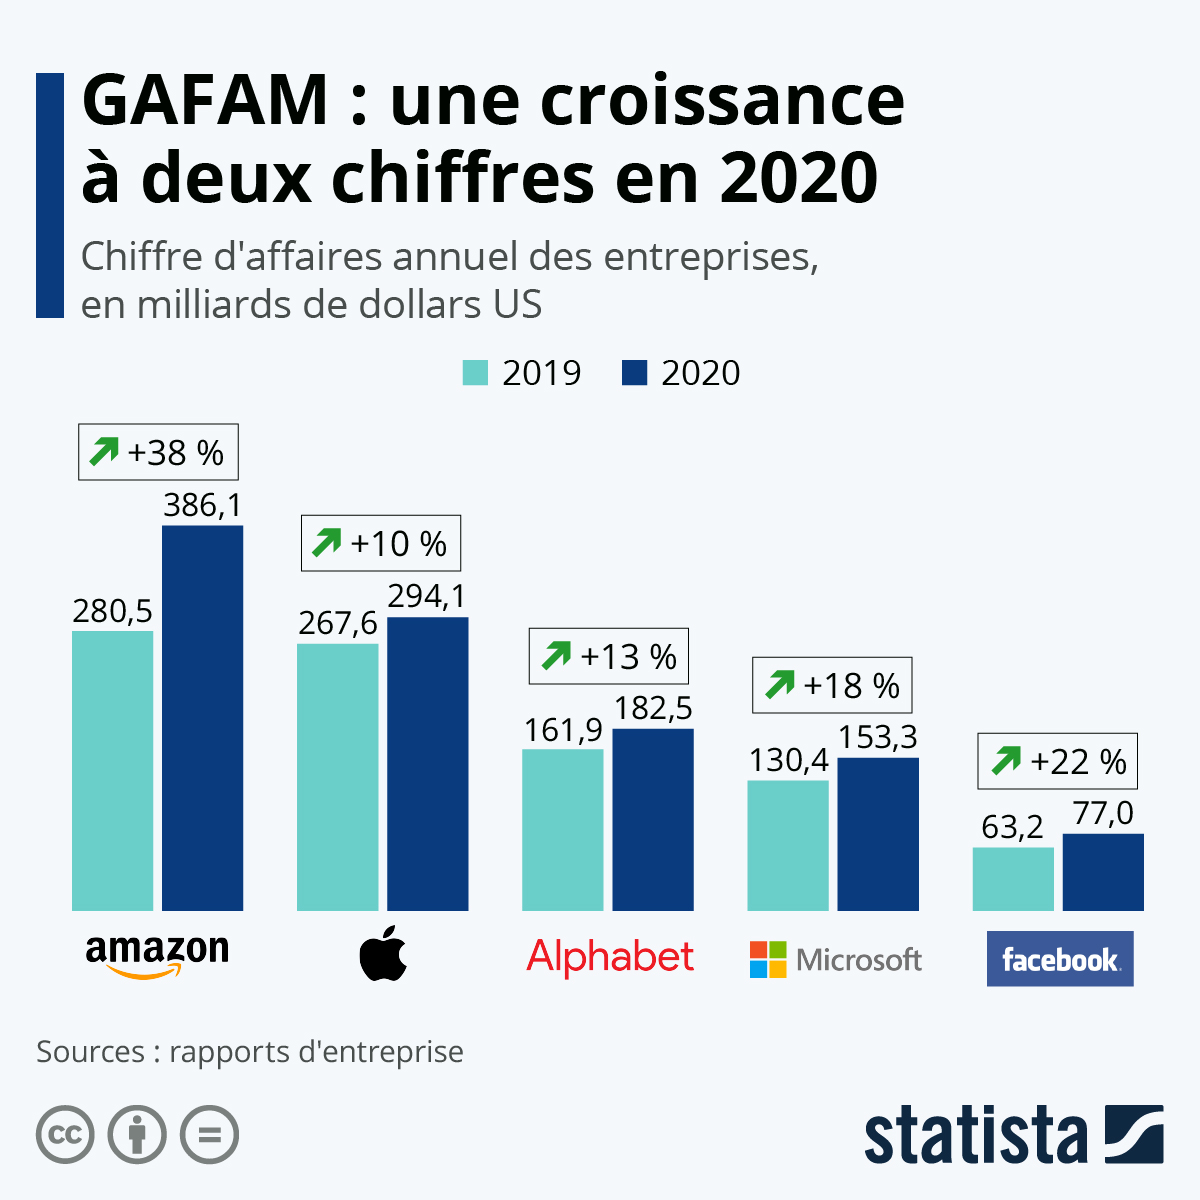 GAFAM : une croissance
à deux chiffres en 2020
Chiffre d'affaires annuel des entreprises,
en milliards de dollars US
2019 2020
+38 %
386,1
280,5
+10 %
294,1
267,6
+13 %
182,5
161,9
+18 %
153,3
130,4
+22 %
77,0
63,2
amazon
Alphabet
Microsoft
facebook.
Sources : rapports d'entreprise
cc
statista